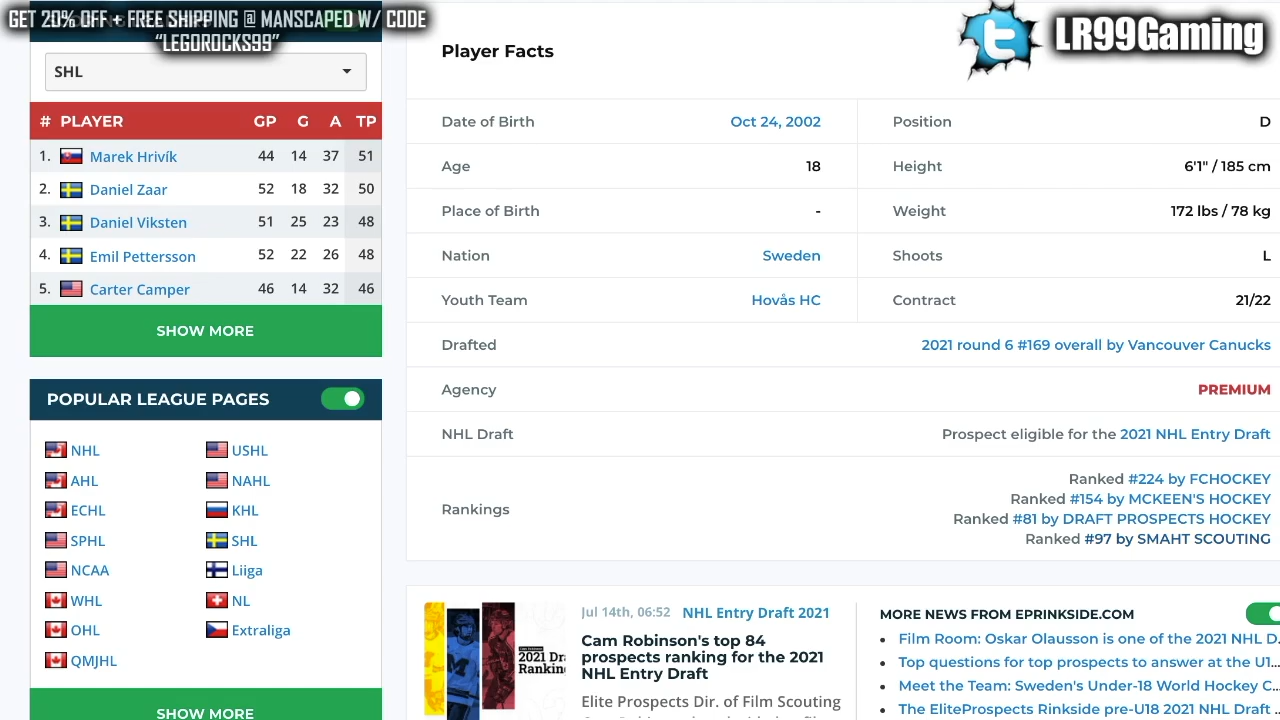 GET 20% OFF + FREE SHIPPING @ MANSCAPED W/ CODE
"LEGOROCKS99"
LR99Gaming
SHL
# PLAYER GP G A TP
1. Marek Hrivík 44 14 37 51
2. Daniel Zaar 52 18 32 50
3. Daniel Viksten 51 25 23 48
4. Emil Pettersson 52 22 26 48
5. Carter Camper 46 14 32 46
SHOW MORE
POPULAR LEAGUE PAGES
NHL USHL
AHL NAHL
ECHL KHL
SPHL SHL
NCAA Liiga
WHL NL
OHL Extraliga
QMJHL
SHOW MORE
Player Facts
Date of Birth Oct 24, 2002 Position D
Age 18 Height 6'1" / 185 cm
Place of Birth - Weight 172 lbs / 78 kg
Nation Sweden Shoots L
Youth Team Hovås HC Contract 21/22
Drafted 2021 round 6 #169 overall by Vancouver Canucks
Agency PREMIUM
NHL Draft Prospect eligible for the 2021 NHL Entry Draft
Rankings
Ranked #224 by FCHOCKEY
Ranked #154 by MCKEEN'S HOCKEY
Ranked #81 by DRAFT PROSPECTS HOCKEY
Ranked #97 by SMAHT SCOUTING
Jul 14th, 06:52 NHL Entry Draft 2021
Cam Robinson's top 84
prospects ranking for the 2021
NHL Entry Draft
Elite Prospects Dir. of Film Scouting
MORE NEWS FROM EPRINKSIDE.COM
Film Room: Oskar Olausson is one of the 2021 NHL D...
Top questions for top prospects to answer at the U1...
Meet the Team: Sweden's Under-18 World Hockey C...
The EliteProspects Rinkside pre-U18 2021 NHL Draft ...